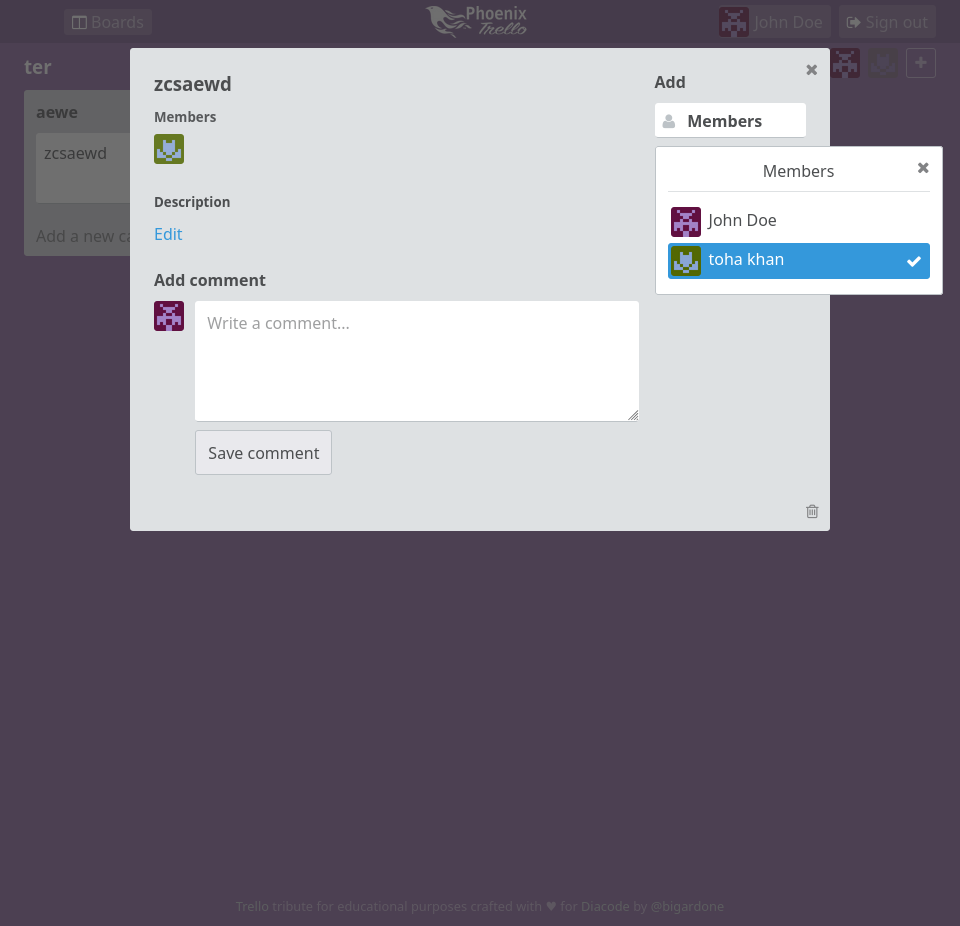 Boards
Phoenix
Trello
John Doe
Sign out
ter
aewe
zcsaewd
Add a new ca
zcsaewd
Members
Description
Edit
Add comment
Write a comment...
Save comment
Add
Members
Members
John Doe
toha khan
Trello tribute for educational purposes crafted with ♥ for Diacode by @bigardone